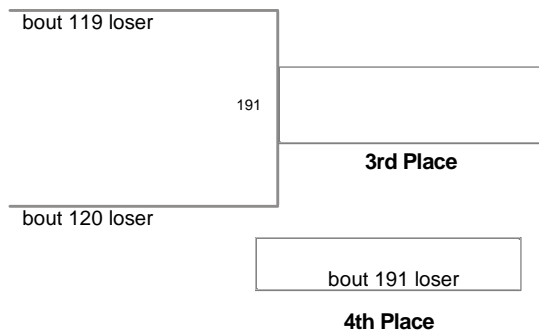 bout 119 loser
191
3rd Place
bout 120 loser
bout 191 loser
4th Place